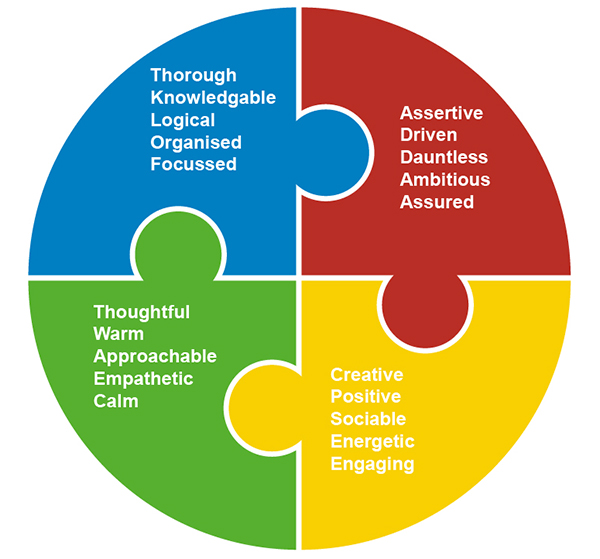 Thorough
Knowledgable
Logical
Organised
Focussed
Assertive
Driven
Dauntless
Ambitious
Assured
Thoughtful
Warm
Approachable
Empathetic
Calm
Creative
Positive
Sociable
Energetic
Engaging